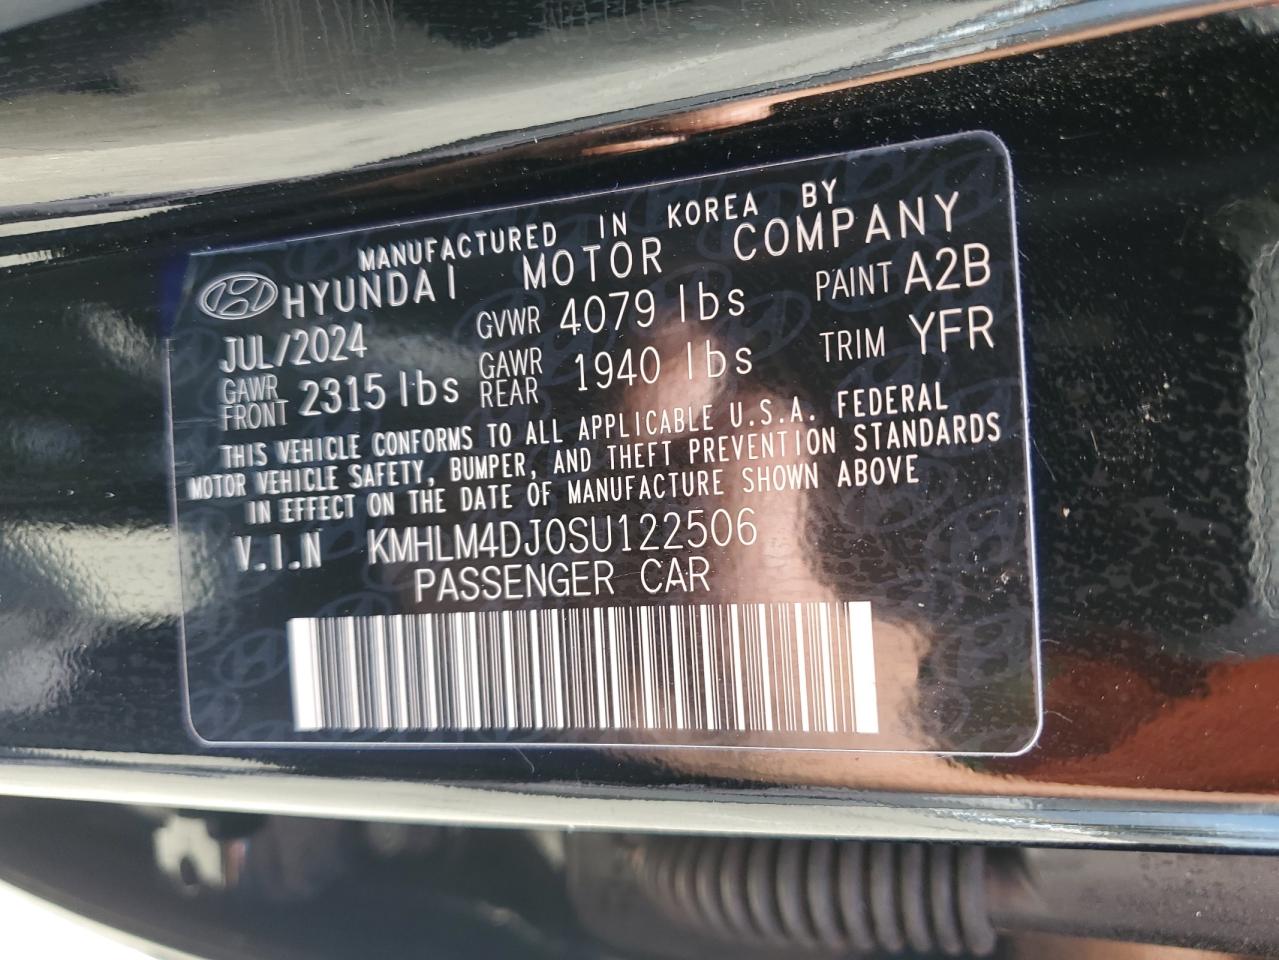 MANUFACTURED IN KOREA BY
HYUNDAI MOTOR COMPANY
JUL/2024 GVWR 4079 lbs PAINT A2B
GAWR FRONT 2315 lbs GAWR REAR 1940 lbs TRIM YFR
THIS VEHICLE CONFORMS TO ALL APPLICABLE U.S.A. FEDERAL
MOTOR VEHICLE SAFETY, BUMPER, AND THEFT PREVENTION STANDARDS
IN EFFECT ON THE DATE OF MANUFACTURE SHOWN ABOVE
V.I.N KMHLM4DJ0SU122506
PASSENGER CAR